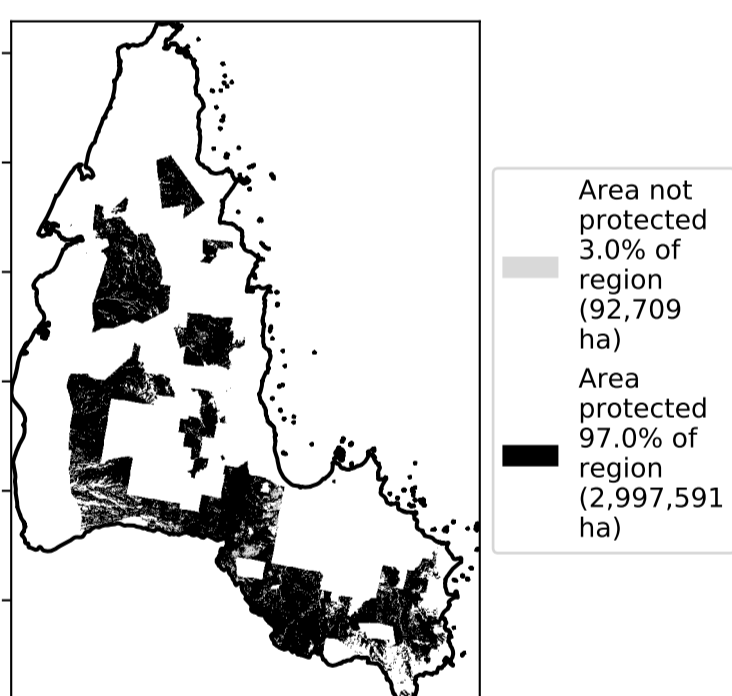 Area not
protected
3.0% of
region
(92,709
ha)
Area
protected
97.0% of
region
(2,997,591
ha)